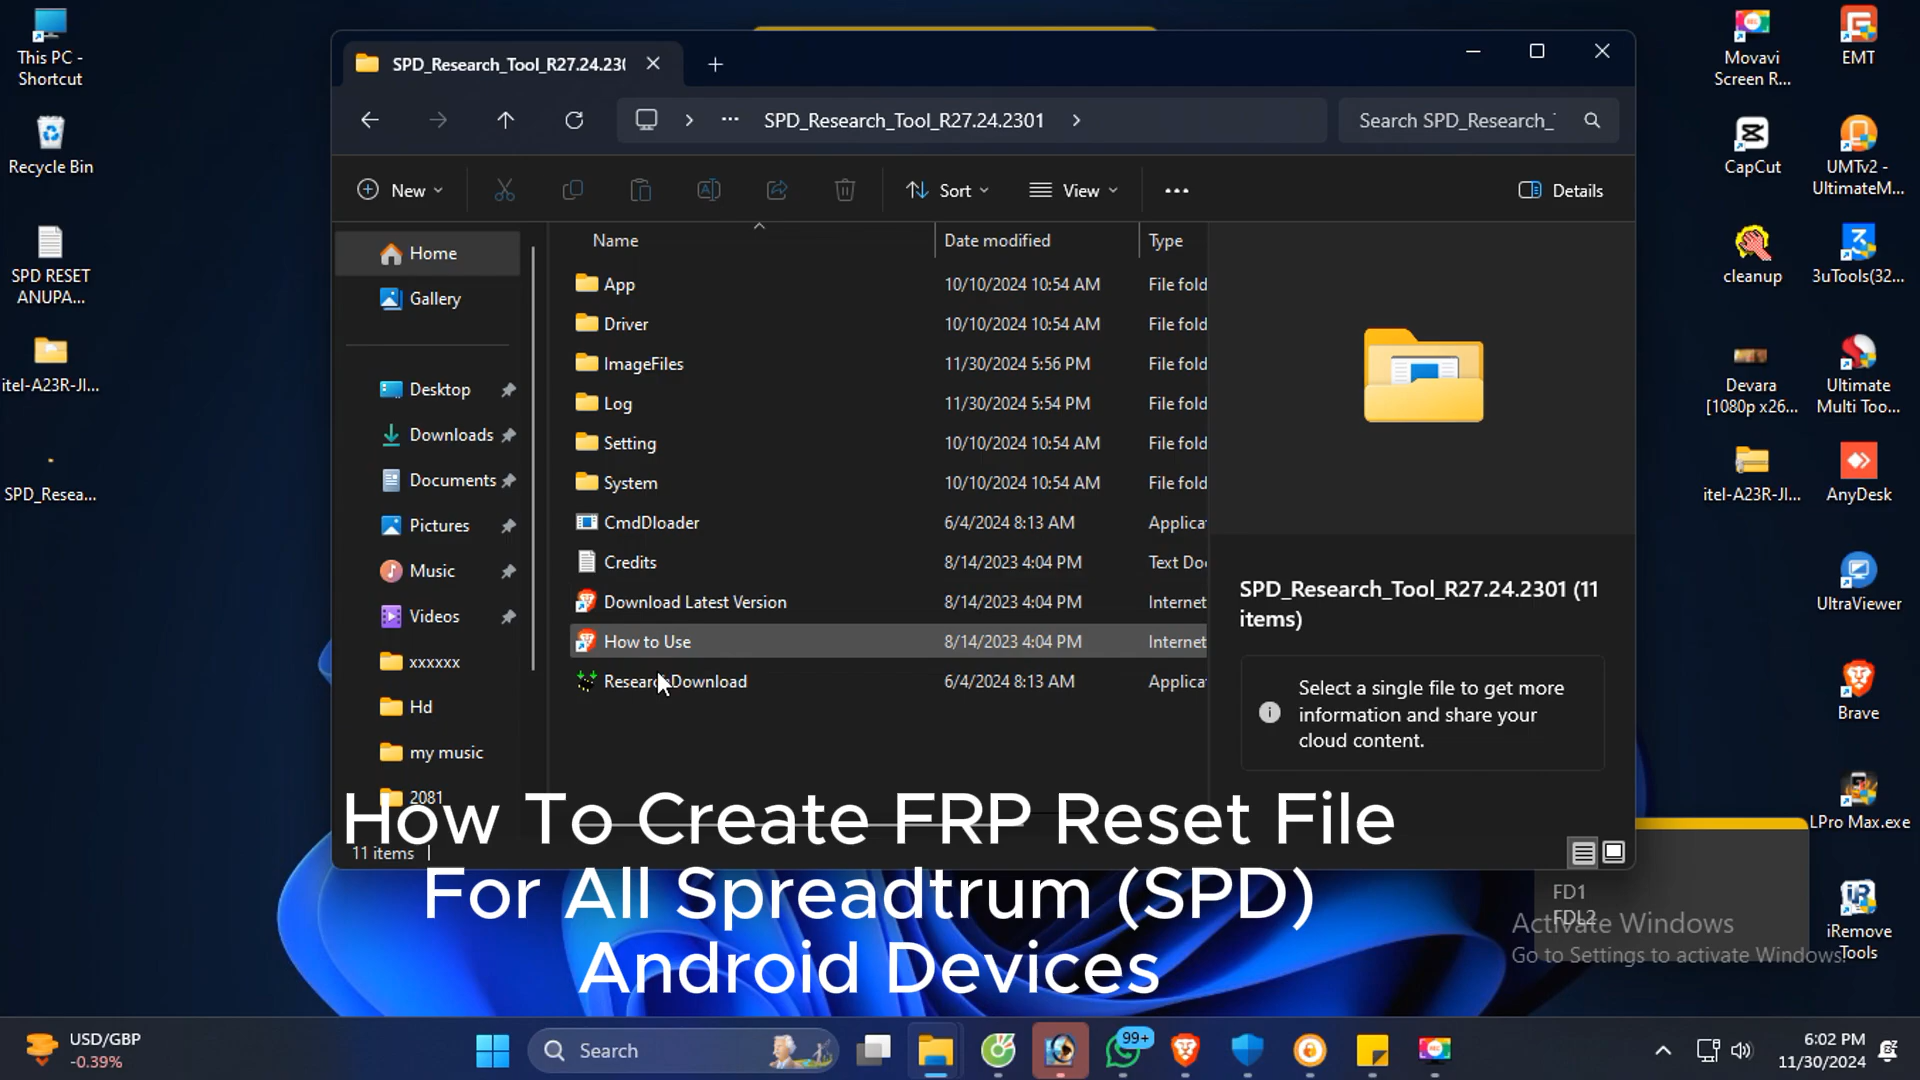 This PC -
Shortcut
Recycle Bin
SPD RESET
ANUPA...
itel-A23R-JI...
SPD_Resea...
SPD_Research_Tool_R27.24.230
SPD_Research_Tool_R27.24.2301
Search SPD_Research_
New
Sort
View
Details
Home
Gallery
Desktop
Downloads
Documents
Pictures
Music
Videos
xxxxxx
Hd
my music
2081
Name Date modified Type
App 10/10/2024 10:54 AM File fold
Driver 10/10/2024 10:54 AM File fold
ImageFiles 11/30/2024 5:56 PM File fold
Log 11/30/2024 5:54 PM File fold
Setting 10/10/2024 10:54 AM File fold
System 10/10/2024 10:54 AM File fold
CmdDloader 6/4/2024 8:13 AM Applica
Credits 8/14/2023 4:04 PM Text Do
Download Latest Version 8/14/2023 4:04 PM Internet
How to Use 8/14/2023 4:04 PM Internet
ResearchDownload 6/4/2024 8:13 AM Applica
SPD_Research_Tool_R27.24.2301 (11
items)
Select a single file to get more
information and share your
cloud content.
11 items
How To Create FRP Reset File
For All Spreadtrum (SPD)
Android Devices
Movavi
Screen R...
EMT
CapCut
UMTv2 -
UltimateM...
cleanup
3uTools(32...
Devara
[1080p x26...
Ultimate
Multi Too...
itel-A23R-JI...
AnyDesk
UltraViewer
Brave
LPro Max.exe
iRemove
Tools
FD1
FDL2
Activate Windows
Go to Settings to activate Windows.
USD/GBP
-0.39%
Search
99+
6:02 PM
11/30/2024